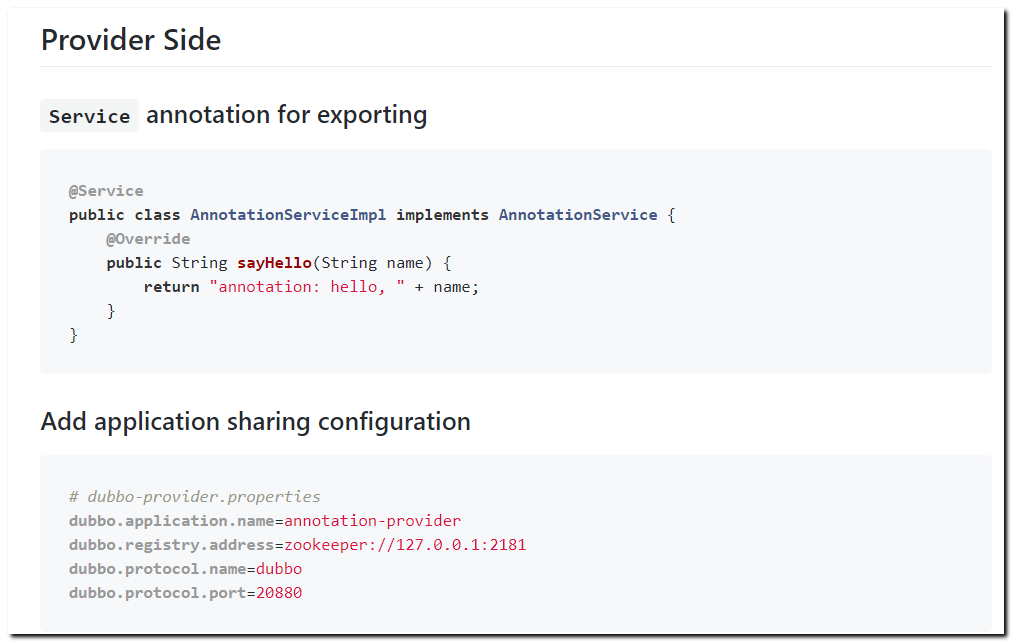 Provider Side
Service annotation for exporting
@Service
public class AnnotationServiceImpl implements AnnotationService {
    @Override
    public String sayHello(String name) {
        return "annotation: hello, " + name;
    }
}
Add application sharing configuration
# dubbo-provider.properties
dubbo.application.name=annotation-provider
dubbo.registry.address=zookeeper://127.0.0.1:2181
dubbo.protocol.name=dubbo
dubbo.protocol.port=20880